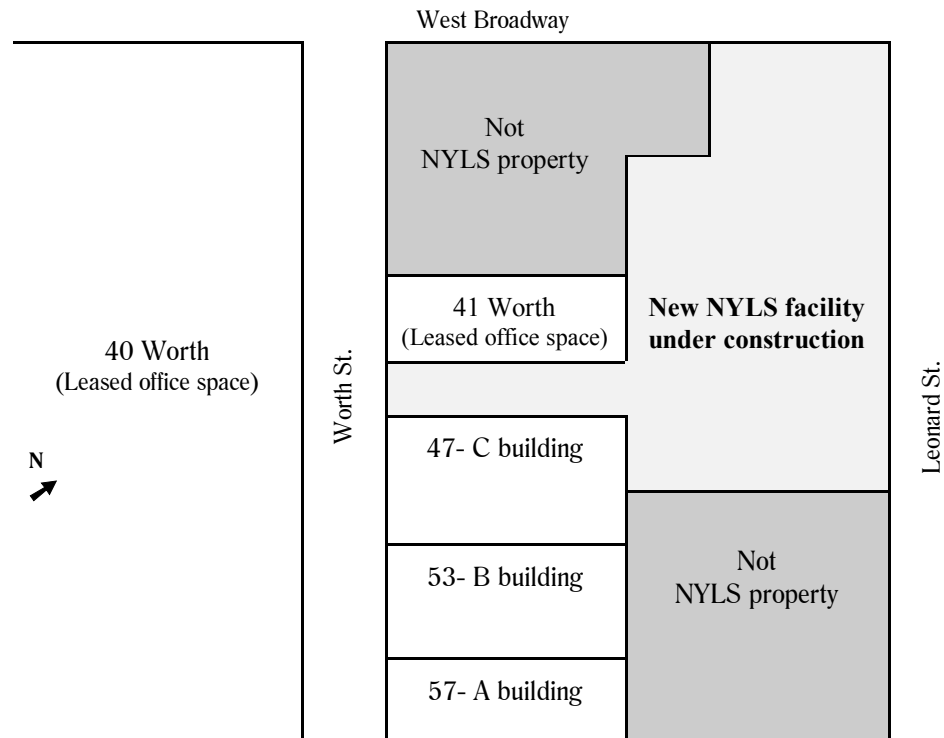 West Broadway
Not
NYLS property
41 Worth
(Leased office space)
New NYLS facility
under construction
40 Worth
(Leased office space)
Worth St.
Leonard St.
N
47- C building
53- B building
Not
NYLS property
57- A building